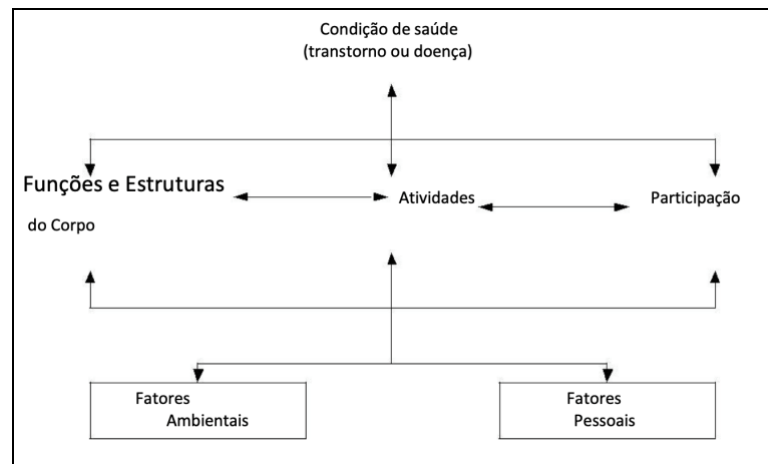 Condição de saúde
(transtorno ou doença)
Funções e Estruturas
do Corpo
Atividades
Participação
Fatores
Ambientais
Fatores
Pessoais